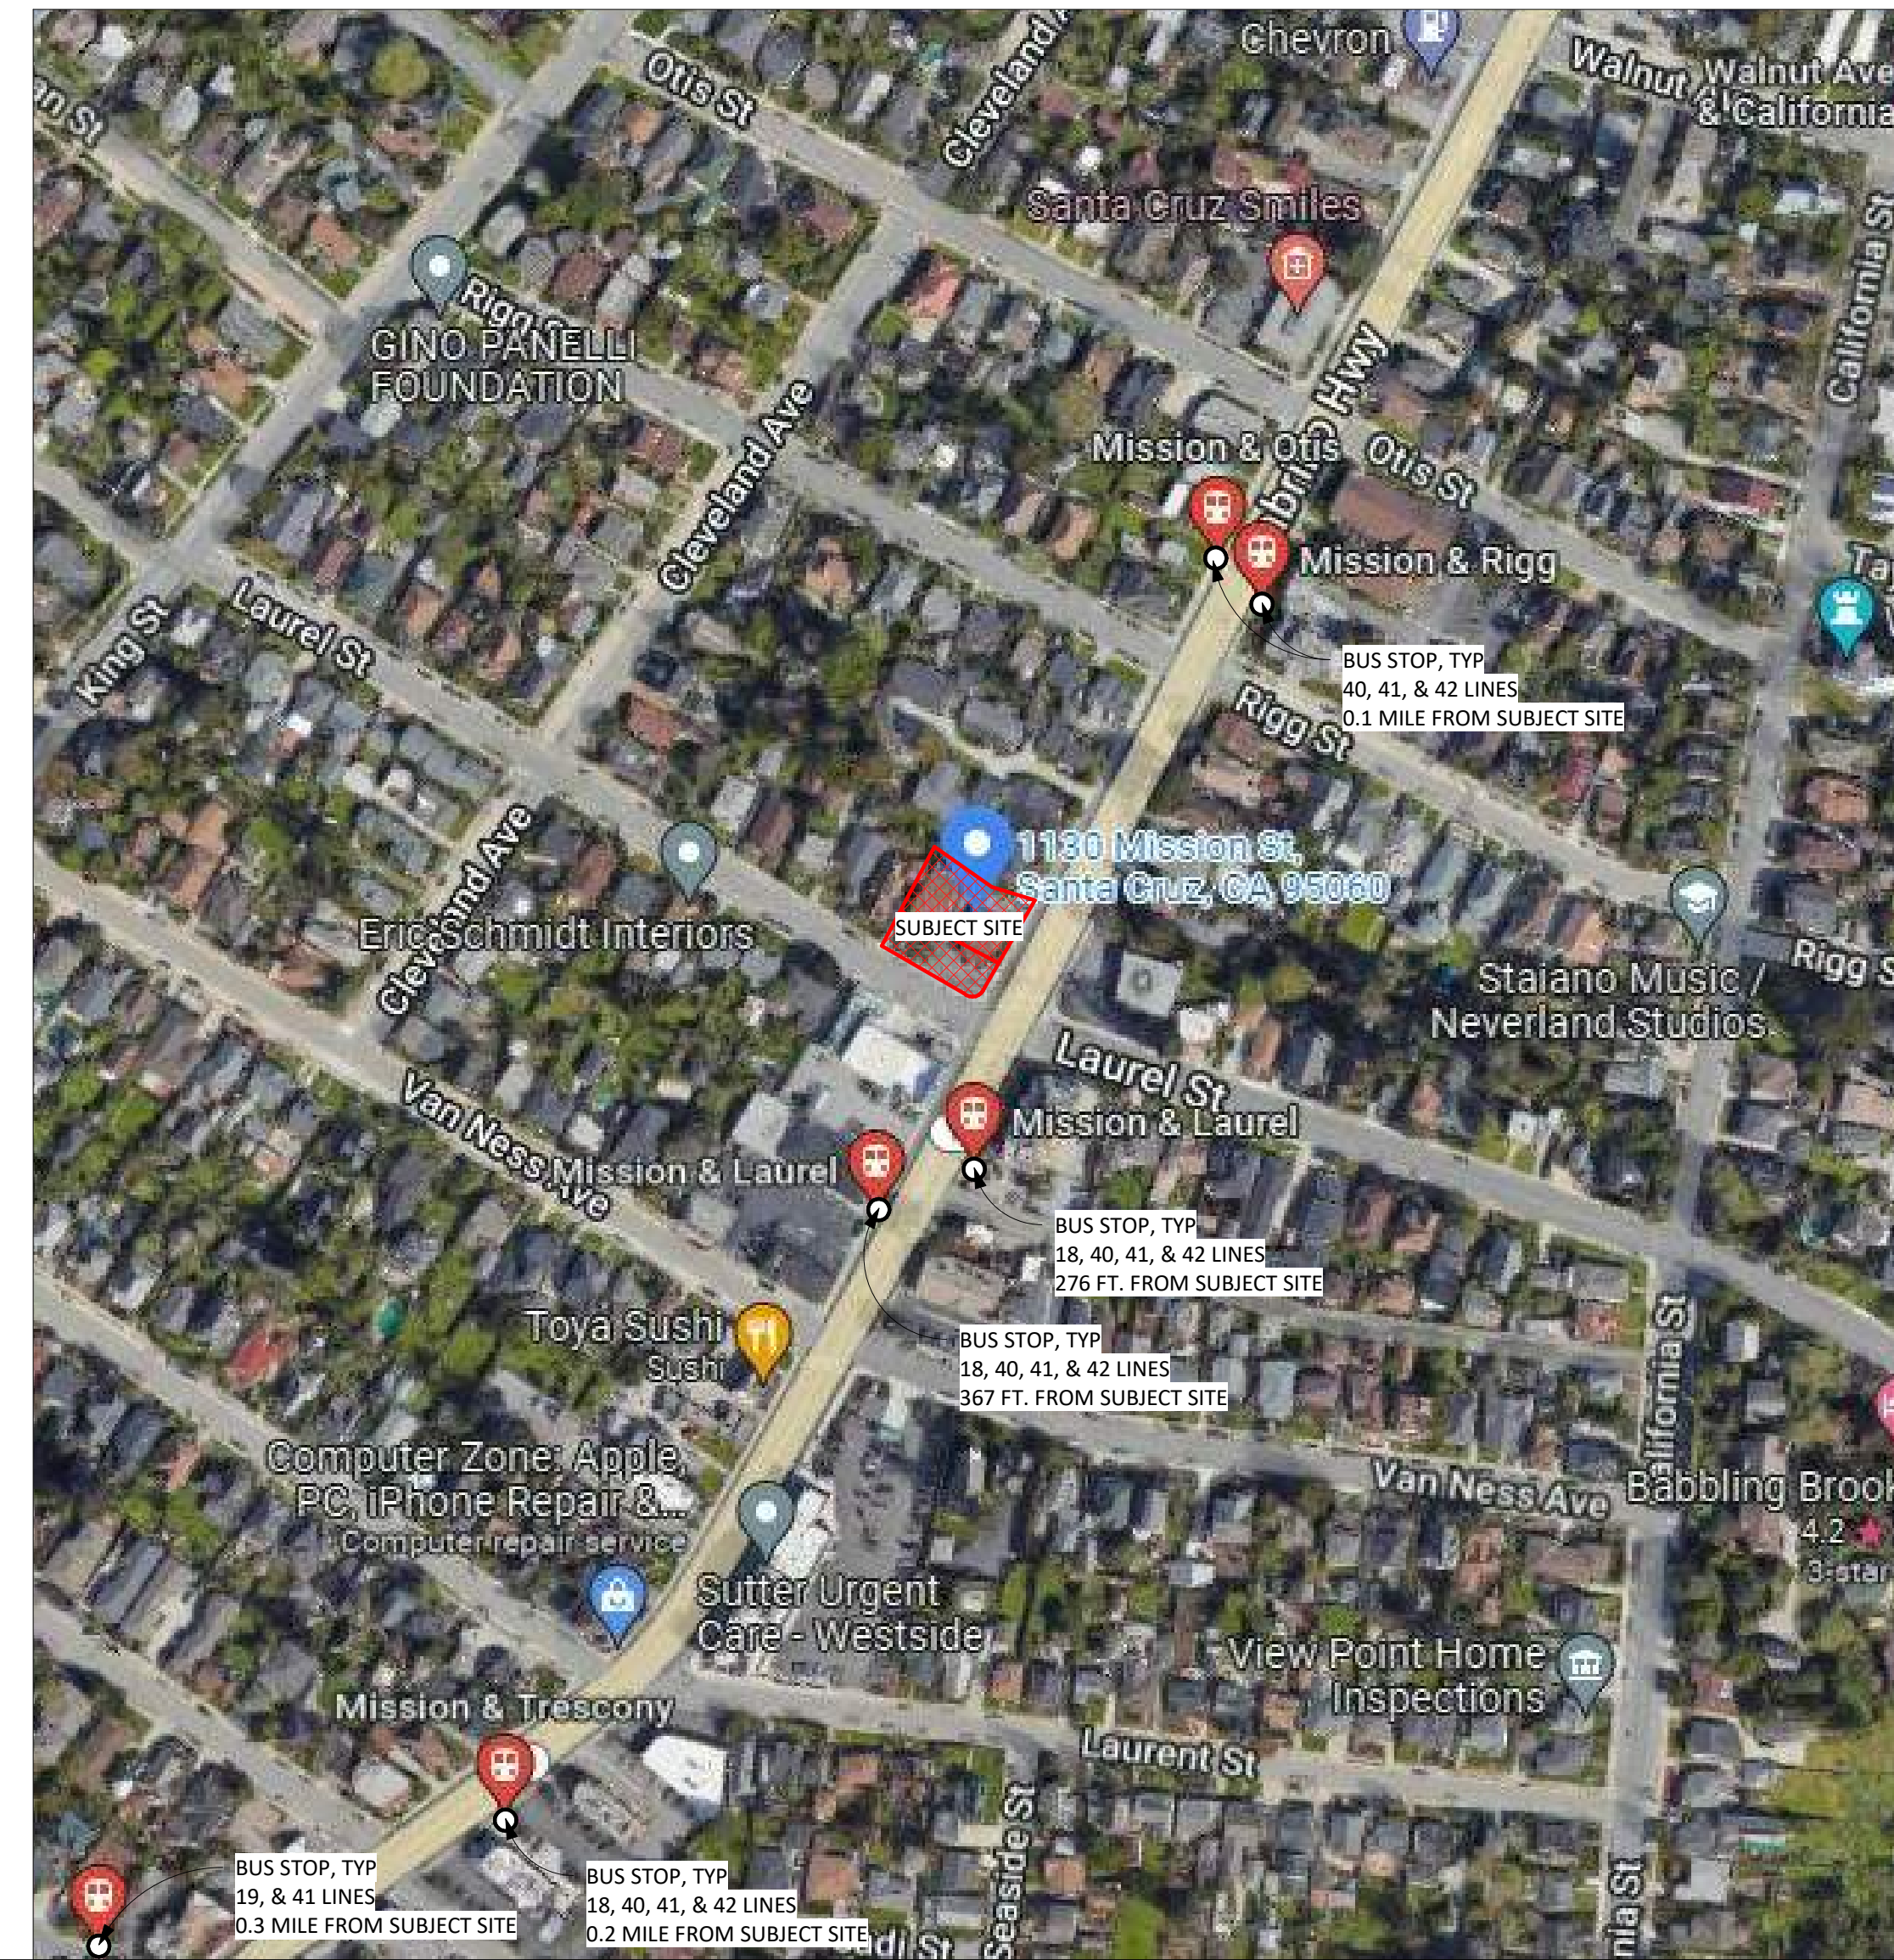 Chevron
Walnut
Walnut Ave
& California
Otis St
Cleveland
an St
Santa Cruz Smiles
California St
Rigg
GINO PANELLI
FOUNDATION
Hwy
Cleveland Ave
Mission & Otis
Otis St
Mission & Rigg
Ta
King St
Laurel St
BUS STOP, TYP
40, 41, & 42 LINES
0.1 MILE FROM SUBJECT SITE
Rigg St
1130 Mission St,
Santa Cruz, CA 95060
SUBJECT SITE
Cleveland Ave
Eric Schmidt Interiors
Staiano Music /
Neverland Studios
Rigg S
Laurel St
Van Ness Ave
Mission & Laurel
Mission & Laurel
BUS STOP, TYP
18, 40, 41, & 42 LINES
276 FT. FROM SUBJECT SITE
Toya Sushi
Sushi
BUS STOP, TYP
18, 40, 41, & 42 LINES
367 FT. FROM SUBJECT SITE
California St
Computer Zone: Apple,
PC, iPhone Repair &...
Computer repair service
Van Ness Ave
Babbling Brook
4.2
3-star
Sutter Urgent
Care - Westside
View Point Home
Inspections
Mission & Trescony
Laurent St
Seaside St
nia St
BUS STOP, TYP
19, & 41 LINES
0.3 MILE FROM SUBJECT SITE
BUS STOP, TYP
18, 40, 41, & 42 LINES
0.2 MILE FROM SUBJECT SITE